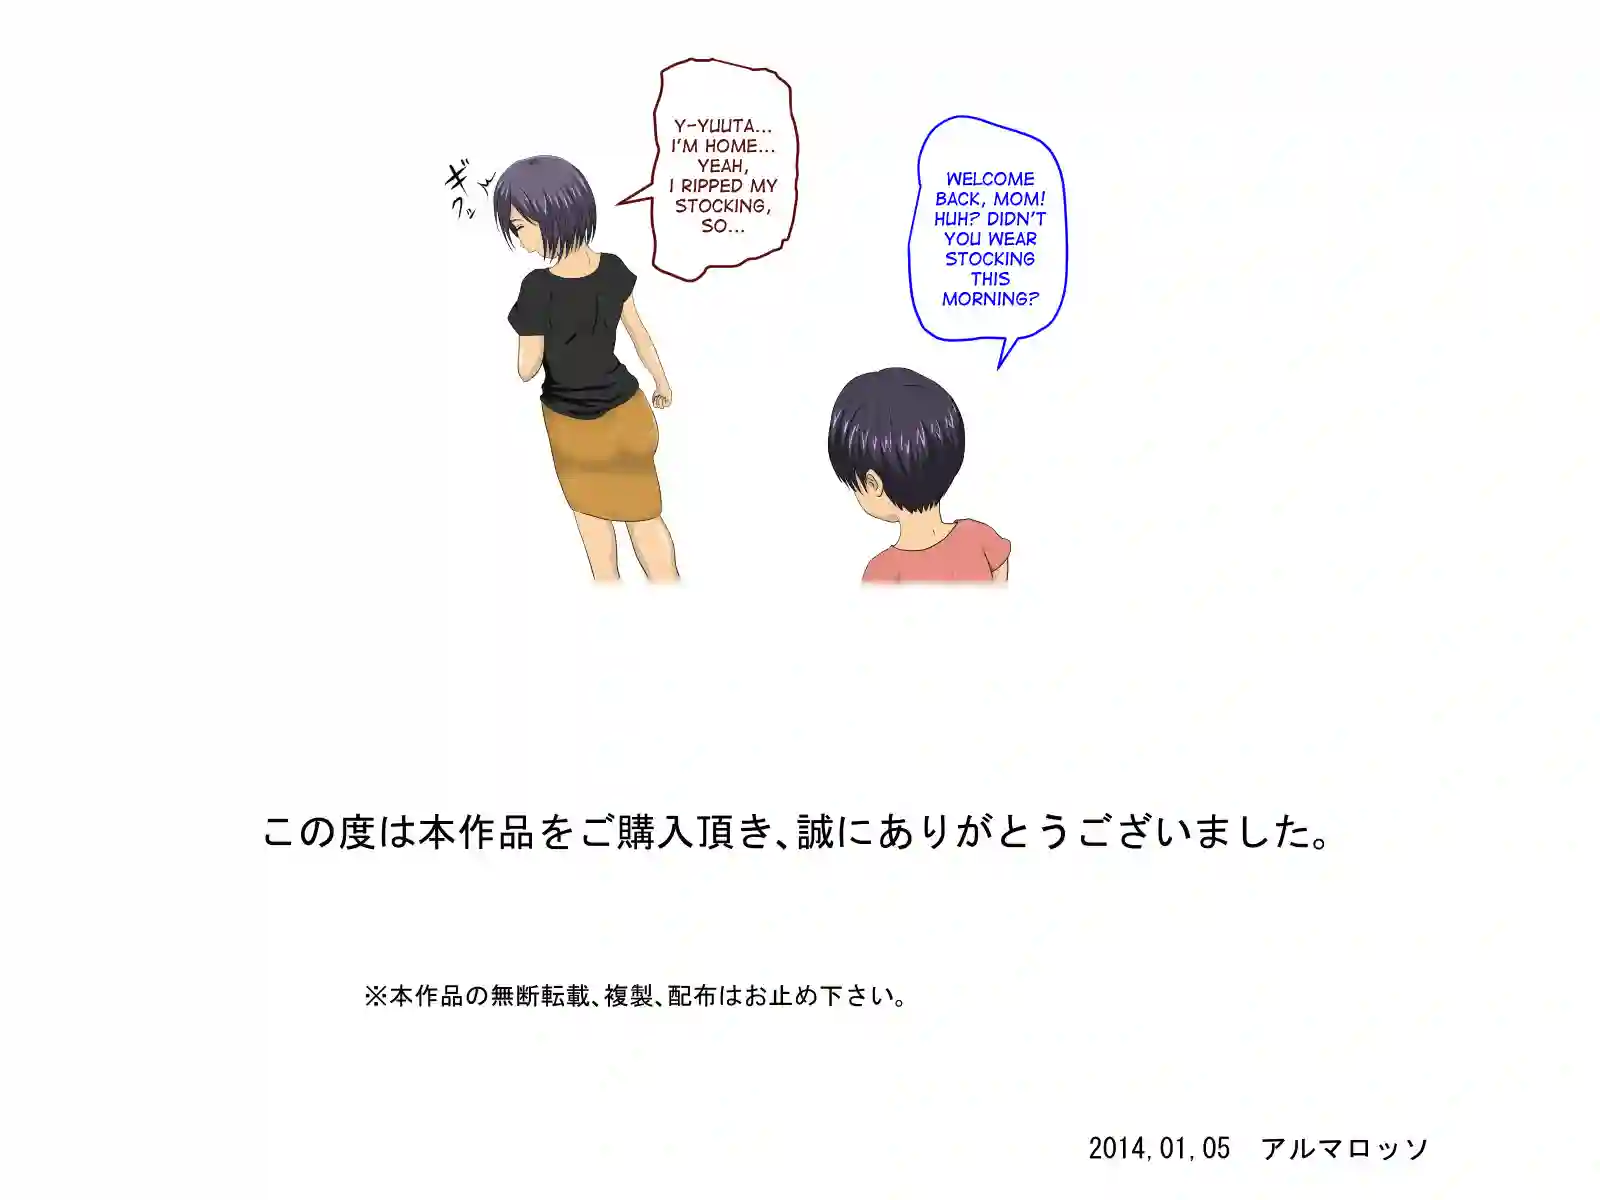 Y-YUUTA...
I'M HOME...
YEAH,
I RIPPED MY
STOCKING,
SO...
WELCOME
BACK, MOM!
HUH? DIDN'T
YOU WEAR
STOCKING
THIS
MORNING?
ギ
クッ
この度は本作品をご購入頂き、誠にありがとうございました。
※本作品の無断転載、複製、配布はお止め下さい。
2014,01,05 アルマロッソ